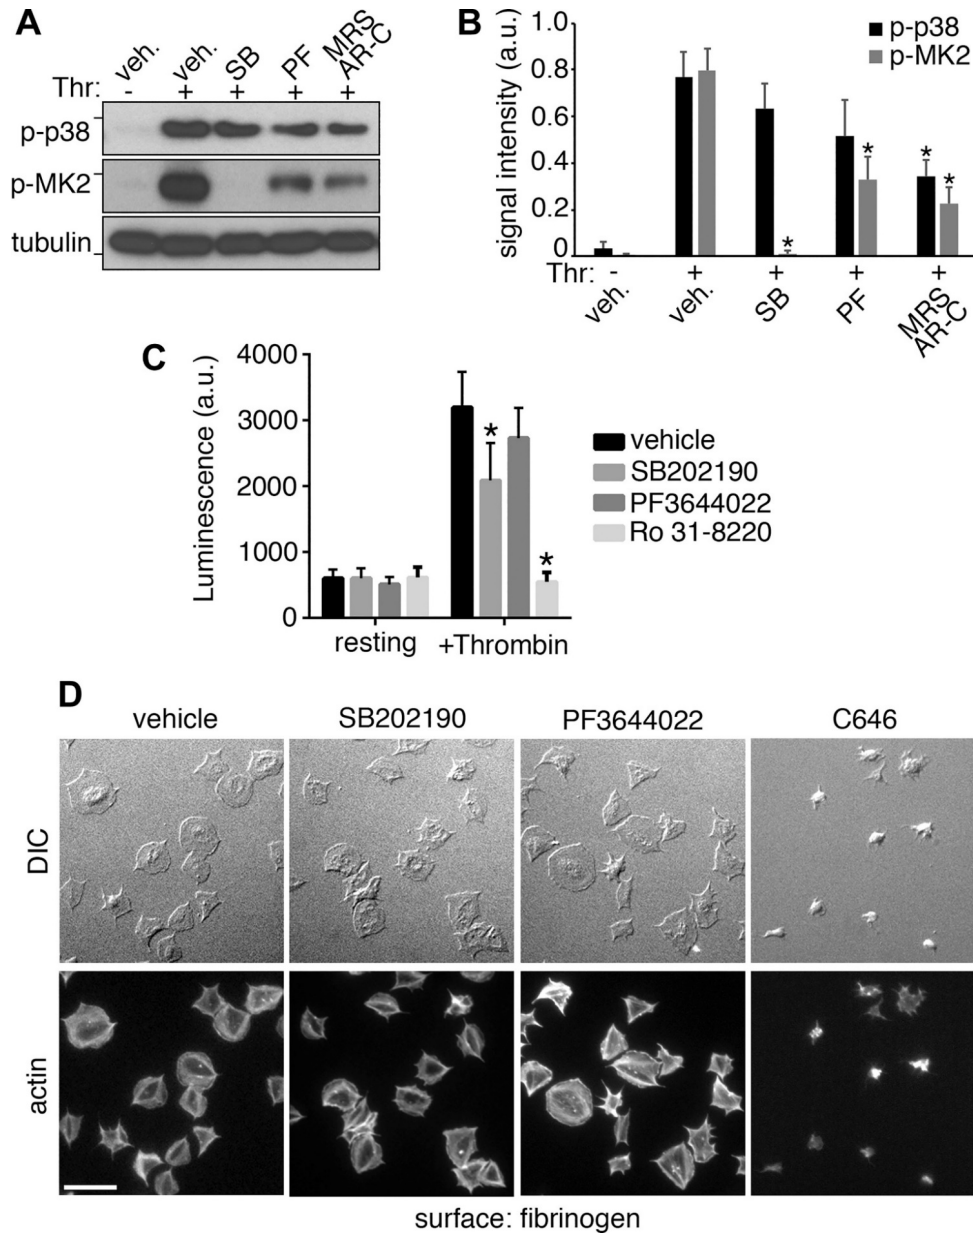 A
veh.
veh.
SB
PF
MRS
AR-C
Thr: - + + + +
p-p38
p-MK2
tubulin
B
signal intensity (a.u.)
1.0
0.8
0.6
0.4
0.2
0
p-p38
p-MK2
*
*
*
*
Thr: - + + + +
veh.
veh.
SB
PF
MRS
AR-C
C
Luminescence (a.u.)
4000
3000
2000
1000
0
*
*
resting
+Thrombin
vehicle
SB202190
PF3644022
Ro 31-8220
D
vehicle SB202190 PF3644022 C646
DIC
actin
surface: fibrinogen